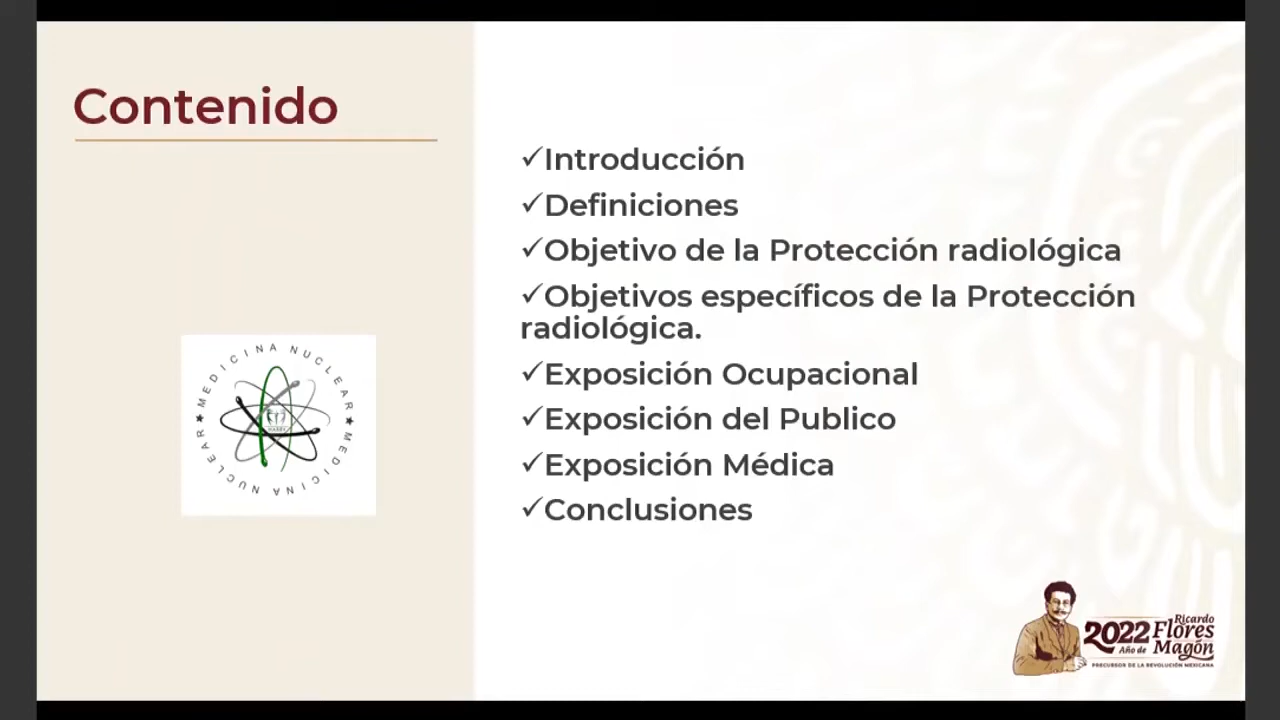 Contenido
✓Introducción
✓Definiciones
✓Objetivo de la Protección radiológica
✓Objetivos específicos de la Protección
radiológica.
✓Exposición Ocupacional
✓Exposición del Publico
✓Exposición Médica
✓Conclusiones
★ MEDICINA NUCLEAR ★ MEDICINA NUCLEAR
2022 Ricardo
Año de Flores
Magón
PRECURSOR DE LA REVOLUCIÓN MEXICANA